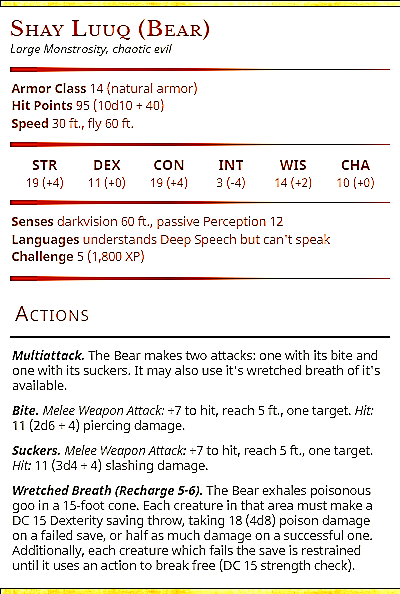 Shay Luuq (Bear)
Large Monstrosity, chaotic evil
Armor Class 14 (natural armor)
Hit Points 95 (10d10 + 40)
Speed 30 ft., fly 60 ft.
STR DEX CON INT WIS CHA
19 (+4) 11 (+0) 19 (+4) 3 (-4) 14 (+2) 10 (+0)
Senses darkvision 60 ft., passive Perception 12
Languages understands Deep Speech but can't speak
Challenge 5 (1,800 XP)
Actions
Multiattack. The Bear makes two attacks: one with its bite and
one with its suckers. It may also use it's wretched breath of it's
available.
Bite. Melee Weapon Attack: +7 to hit, reach 5 ft., one target. Hit:
11 (2d6 + 4) piercing damage.
Suckers. Melee Weapon Attack: +7 to hit, reach 5 ft., one target.
Hit: 11 (3d4 + 4) slashing damage.
Wretched Breath (Recharge 5-6). The Bear exhales poisonous
goo in a 15-foot cone. Each creature in that area must make a
DC 15 Dexterity saving throw, taking 18 (4d8) poison damage
on a failed save, or half as much damage on a successful one.
Additionally, each creature which fails the save is restrained
until it uses an action to break free (DC 15 strength check).